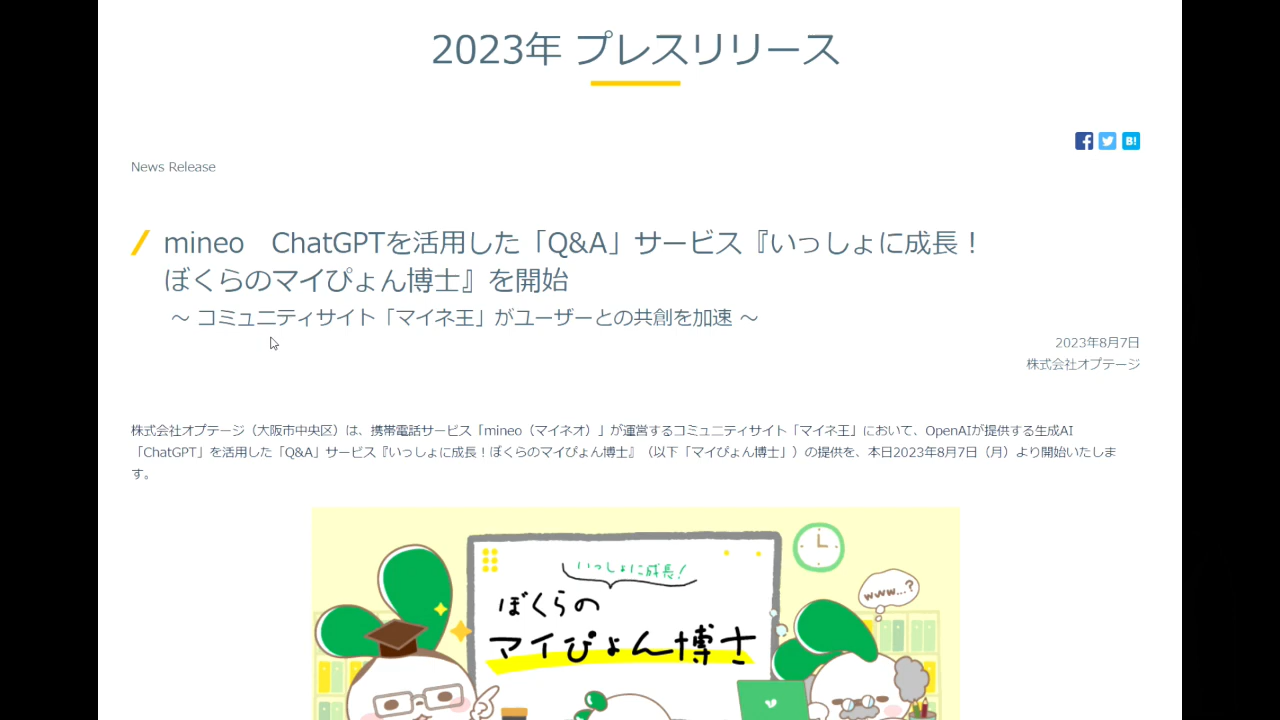 2023年 プレスリリース
B!
News Release
mineo　ChatGPTを活用した「Q&A」サービス『いっしょに成長！
ぼくらのマイぴょん博士』を開始
～ コミュニティサイト「マイネ王」がユーザーとの共創を加速 ～
2023年8月7日
株式会社オプテージ
株式会社オプテージ（大阪市中央区）は、携帯電話サービス「mineo（マイネオ）」が運営するコミュニティサイト「マイネ王」において、OpenAIが提供する生成AI
「ChatGPT」を活用した「Q&A」サービス『いっしょに成長！ぼくらのマイぴょん博士』（以下「マイぴょん博士」）の提供を、本日2023年8月7日（月）より開始いたしま
す。
いっしょに成長！
ぼくらの
マイぴょん博士
www...?